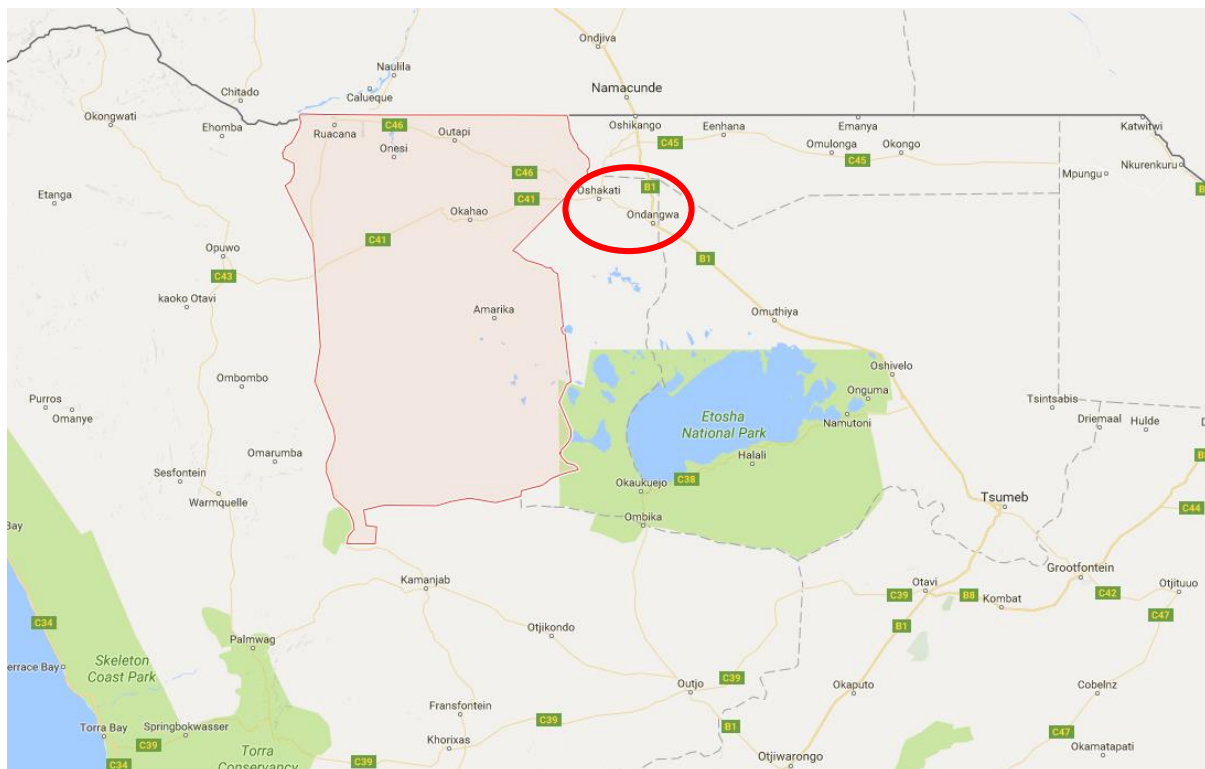 Ondjiva
Naulila
Chitado
Calueque
Namacunde
Okongwati
Ehomba
Ruacana
C46
Outapi
Onesi
Oshikango
Eenhana
Emanya
Katwitwi
C45
Omulonga
Okongo
C45
Nkurenkuru
Mpungu
C46
Etanga
Oshakati
B1
C41
Okahao
Ondangwa
C41
Opuwo
C43
B1
kaoko Otavi
Amarika
Omuthiya
Ombombo
Oshivelo
Onguma
Purros
Omanye
Tsintsabis
Etosha
National Park
Namutoni
Driemaal
Hulde
Omarumba
Halali
Sesfontein
Okaukuejo
C38
Warmquelle
Tsumeb
C44
Ombika
Bay
Grootfontein
Kamanjab
Otavi
C39
B8
Kombat
C42
Otjituuo
C34
C47
Otjikondo
B1
Palmwag
Skeleton
Coast Park
errace Bay
C39
Outjo
Okaputo
Cobelnz
Fransfontein
Torra Bay
Springbokwasser
C39
B1
C47
C39
Khorixas
Torra
Conservancy
C34
C39
Otjiwarongo
Okamatapati